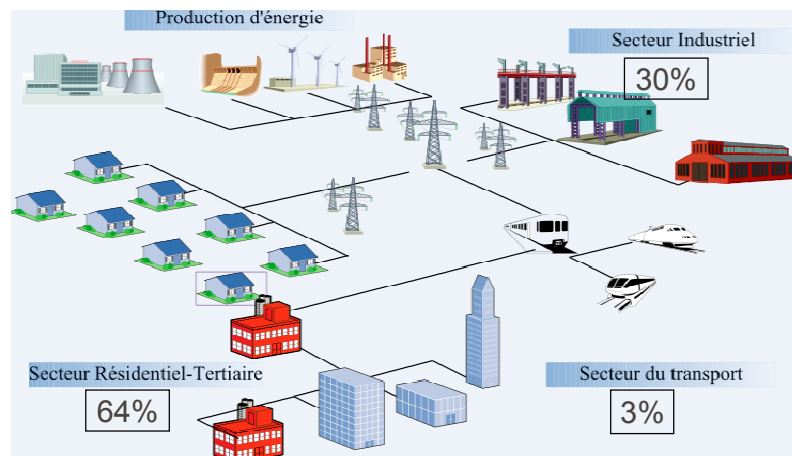 Production d'énergie
Secteur Industriel
30%
Secteur Résidentiel-Tertiaire
64%
Secteur du transport
3%